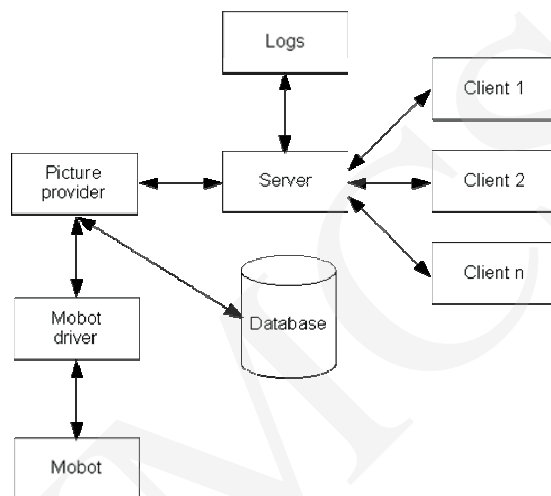 Logs
Client 1
Picture
provider
Server
Client 2
Client n
Mobot
driver
Database
Mobot